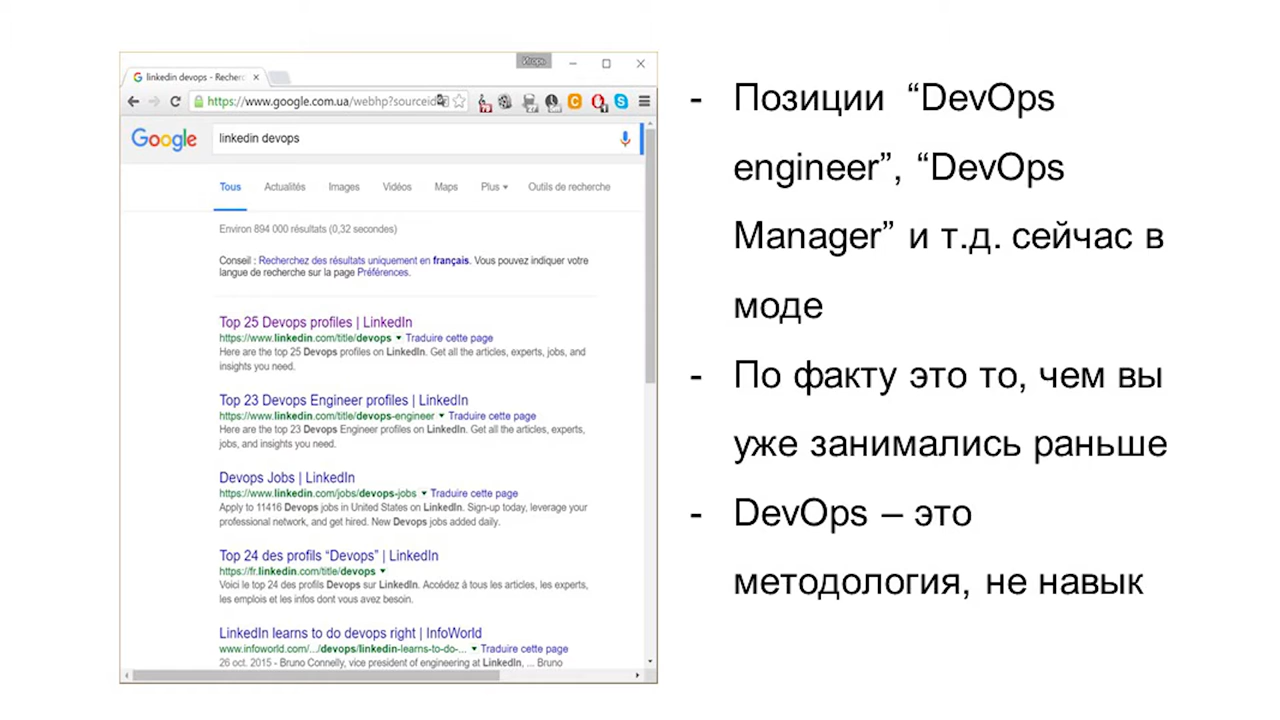 Игорь
linkedin devops - Recherc
https://www.google.com.ua/webhp?sourceid
Google
linkedin devops
Tous Actualités Images Vidéos Maps Plus Outils de recherche
Environ 894 000 résultats (0,32 secondes)
Conseil : Recherchez des résultats uniquement en français. Vous pouvez indiquer votre
langue de recherche sur la page Préférences.
Top 25 Devops profiles | LinkedIn
https://www.linkedin.com/title/devops Traduire cette page
Here are the top 25 Devops profiles on LinkedIn. Get all the articles, experts, jobs, and
insights you need.
Top 23 Devops Engineer profiles | LinkedIn
https://www.linkedin.com/title/devops-engineer Traduire cette page
Here are the top 23 Devops Engineer profiles on LinkedIn. Get all the articles, experts,
jobs, and insights you need.
Devops Jobs | LinkedIn
https://www.linkedin.com/jobs/devops-jobs Traduire cette page
Apply to 11416 Devops jobs in United States on LinkedIn. Sign-up today, leverage your
professional network, and get hired. New Devops jobs added daily.
Top 24 des profils “Devops” | LinkedIn
https://fr.linkedin.com/title/devops
Voici le top 24 des profils Devops sur LinkedIn. Accédez à tous les articles, les experts,
les emplois et les infos dont vous avez besoin.
LinkedIn learns to do devops right | InfoWorld
www.infoworld.com/.../devops/linkedin-learns-to-do-... Traduire cette page
26 oct. 2015 - Bruno Connelly, vice president of engineering at LinkedIn, ... Bruno
- Позиции “DevOps
engineer”, “DevOps
Manager” и т.д. сейчас в
моде
- По факту это то, чем вы
уже занимались раньше
- DevOps – это
методология, не навык